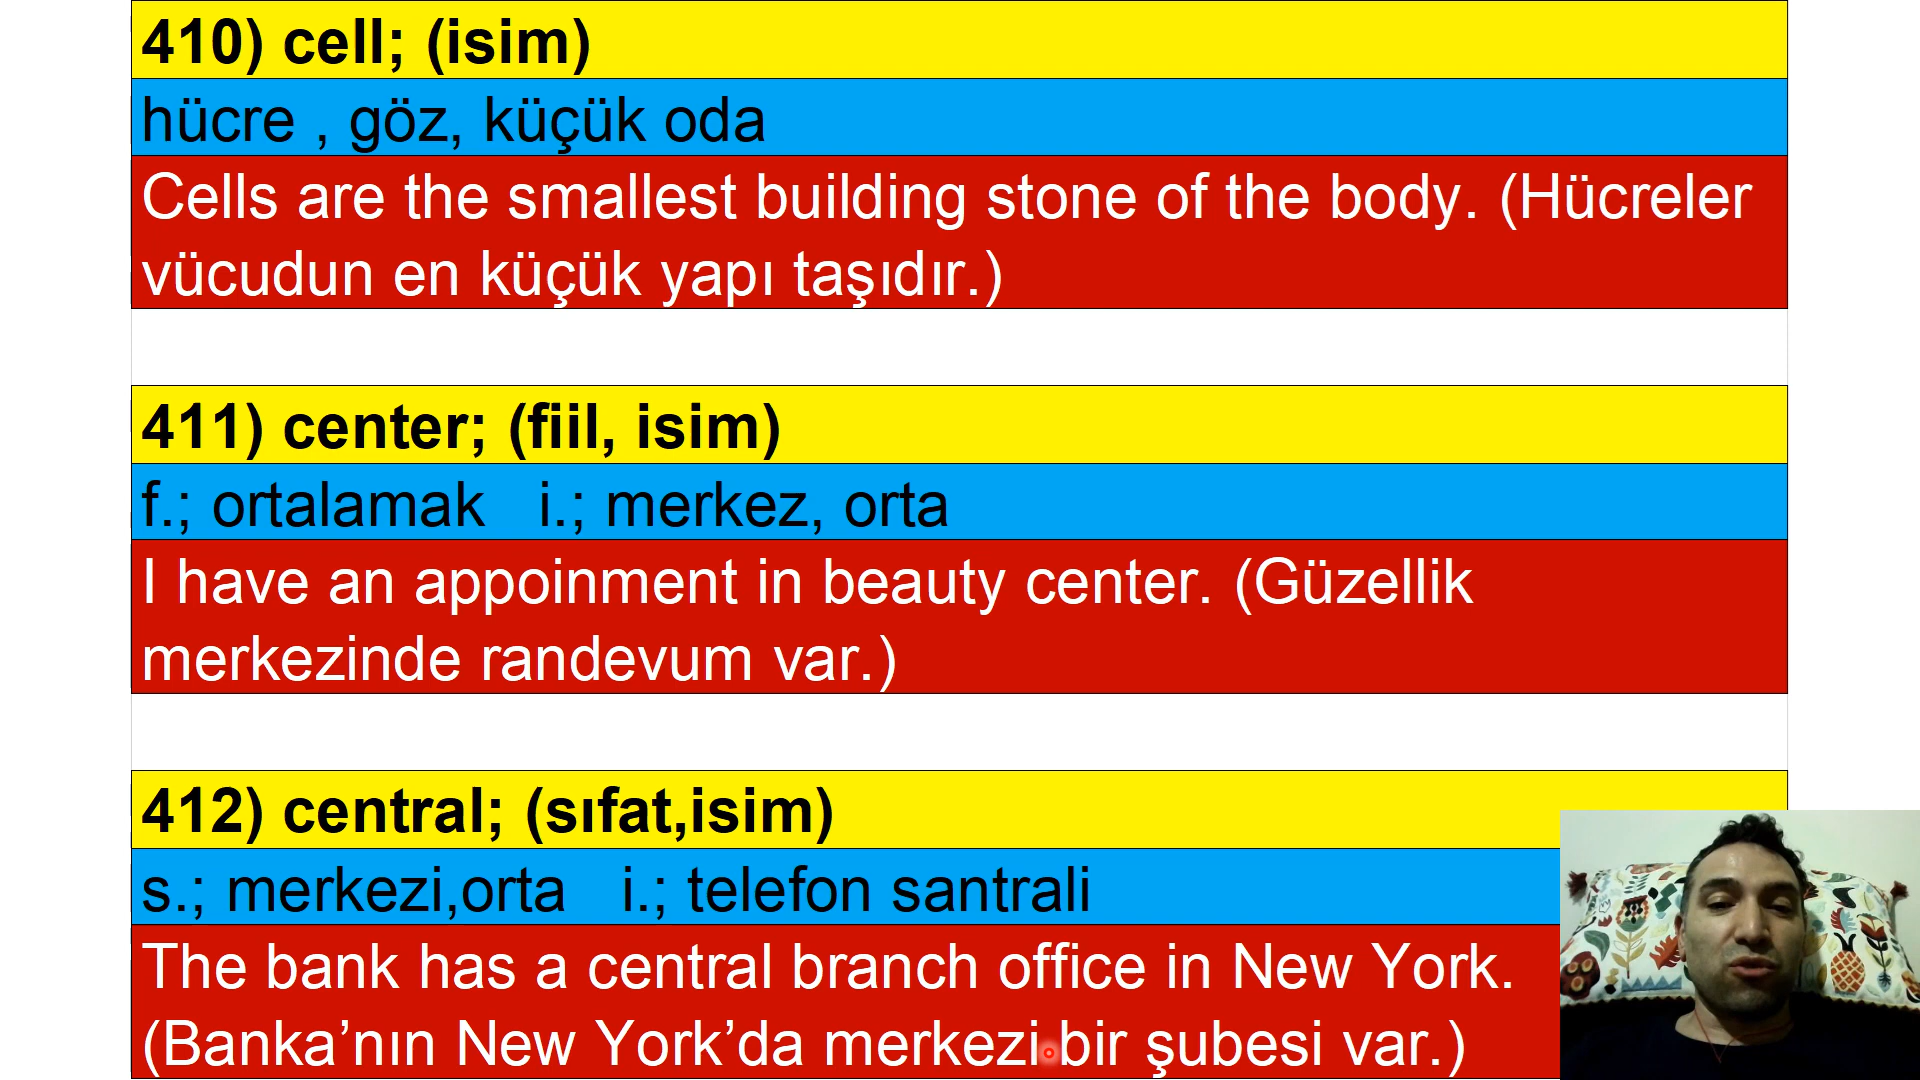 410) cell; (isim)
hücre , göz, küçük oda
Cells are the smallest building stone of the body. (Hücreler
vücudun en küçük yapı taşıdır.)
411) center; (fiil, isim)
f.; ortalamak i.; merkez, orta
I have an appoinment in beauty center. (Güzellik
merkezinde randevum var.)
412) central; (sıfat,isim)
s.; merkezi,orta i.; telefon santrali
The bank has a central branch office in New York.
(Banka’nın New York’da merkezi bir şubesi var.)